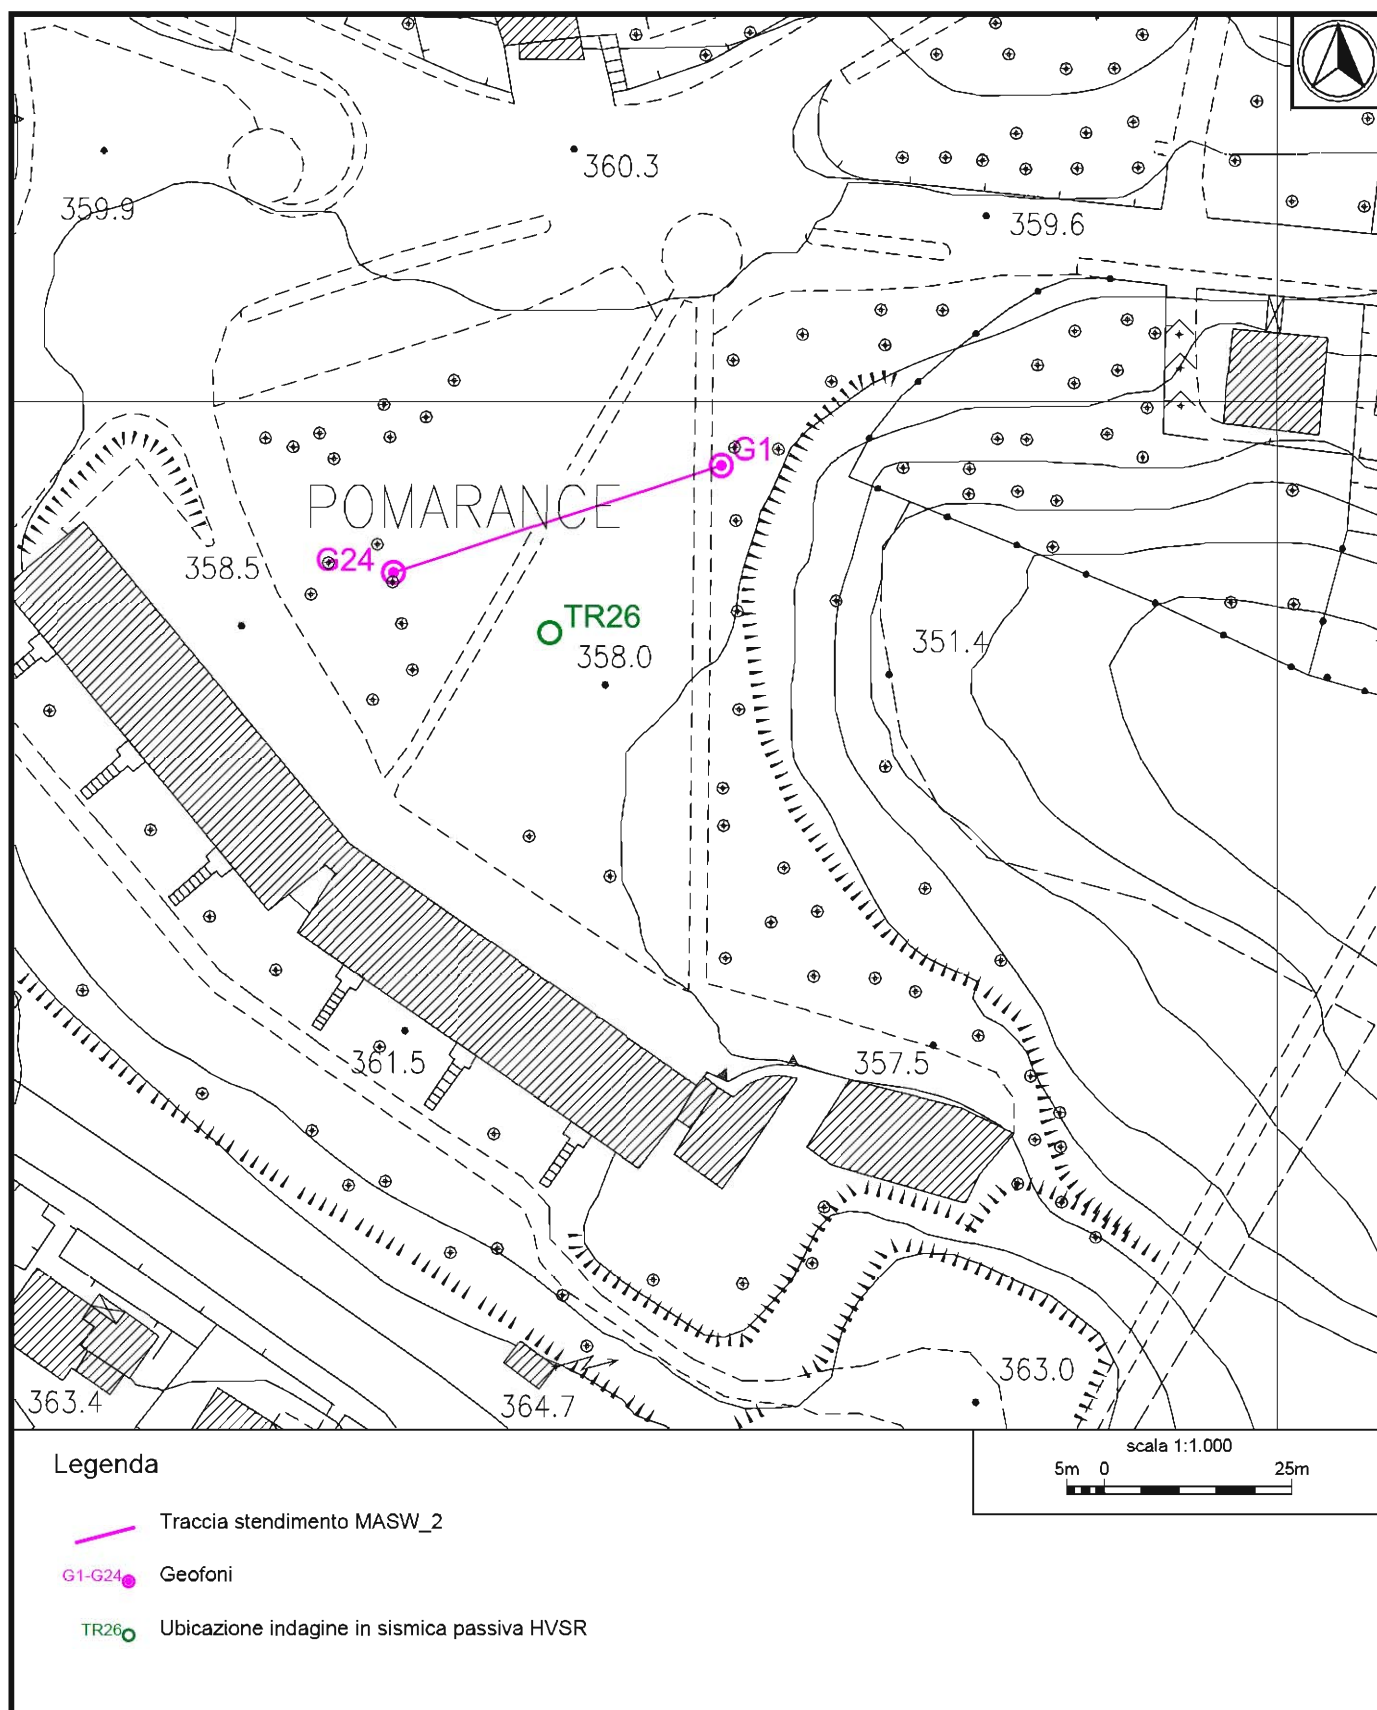 360.3
359.9
359.6
G1
POMARANCE
G24
358.5
TR26
351.4
358.0
361.5
357.5
363.0
363.4
364.7
Legenda
scala 1:1.000
5m 0 25m
Traccia stendimento MASW_2
G1-G24 Geofoni
TR26 Ubicazione indagine in sismica passiva HVSR